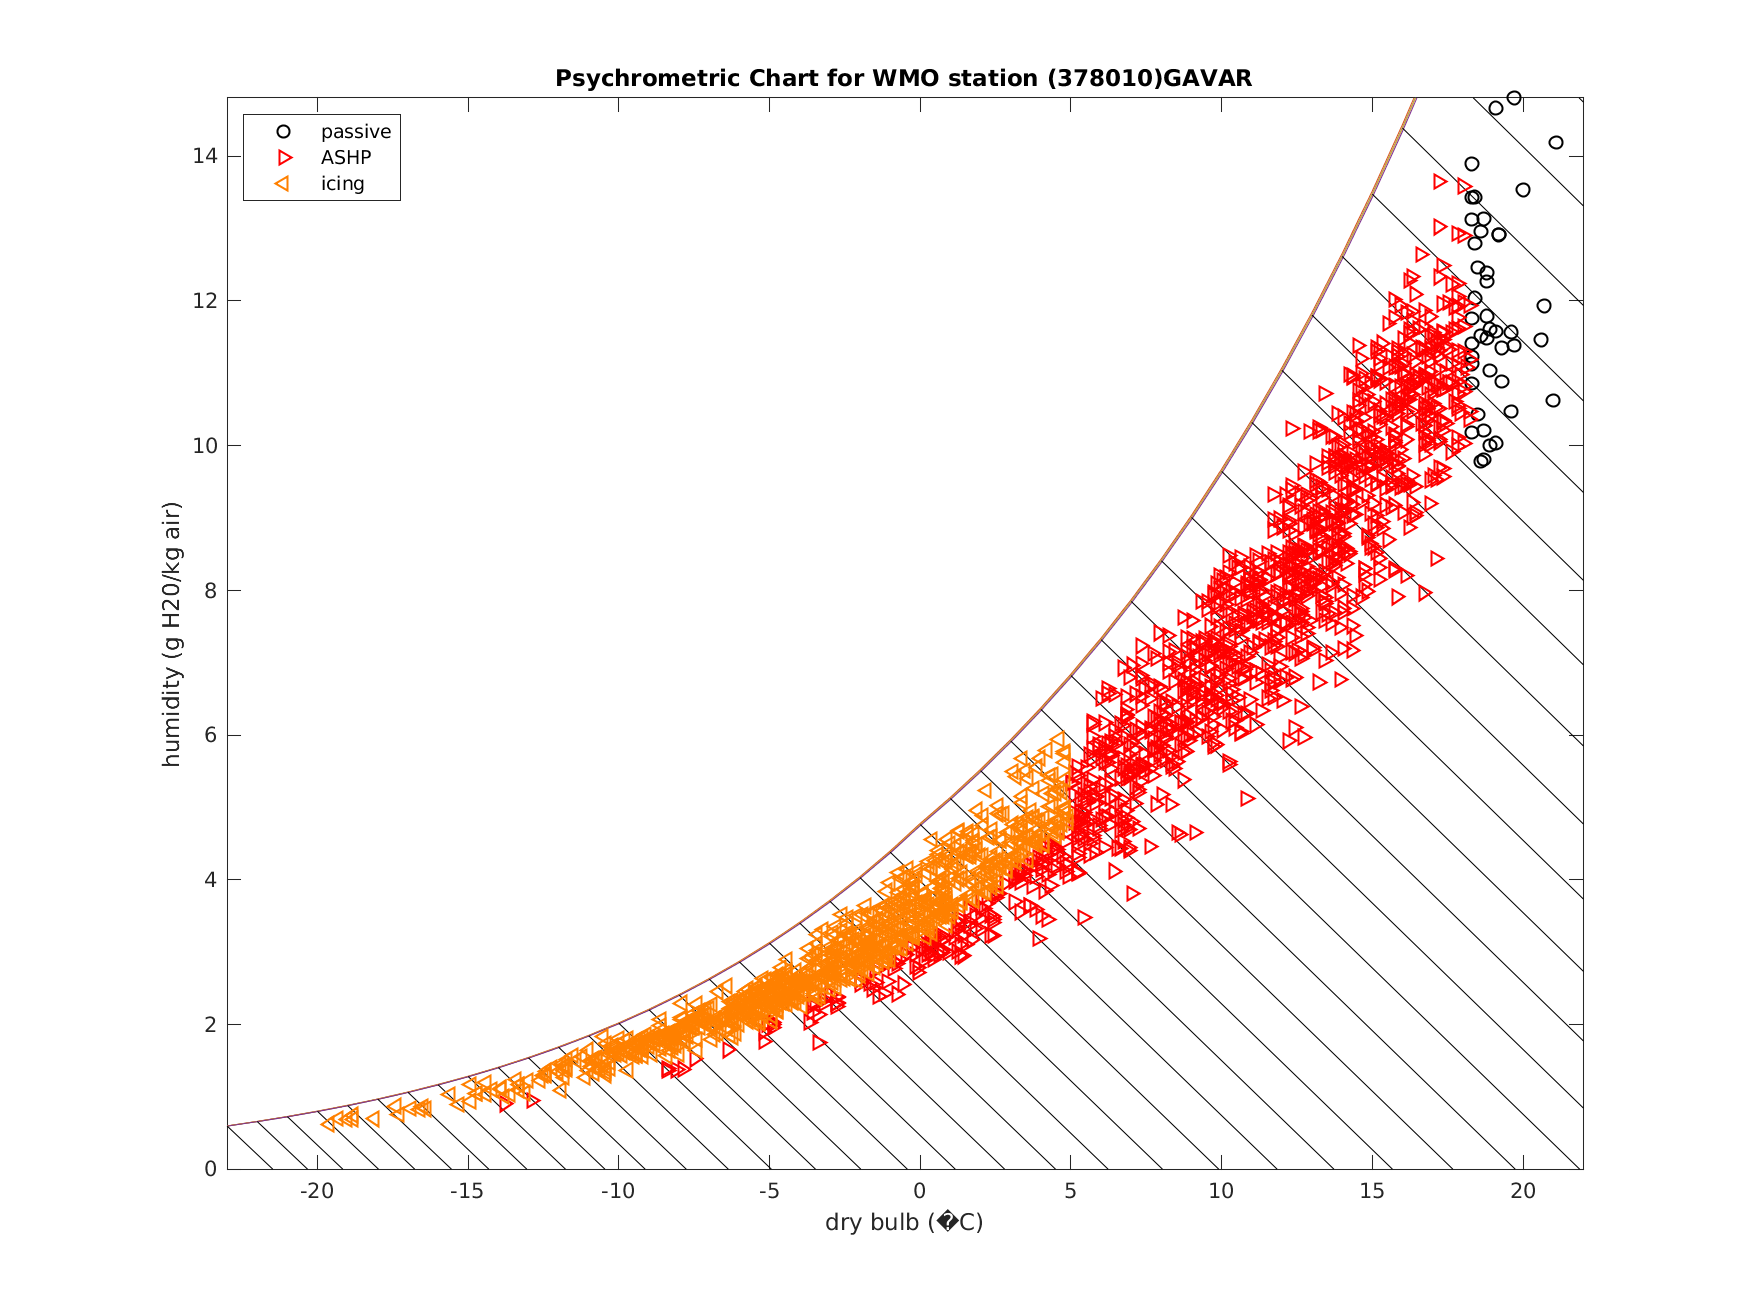 Psychrometric Chart for WMO station (378010)GAVAR
passive
ASHP
icing
14
12
10
8
6
4
2
0
humidity (g H20/kg air)
-20 -15 -10 -5 0 5 10 15 20
dry bulb (�C)